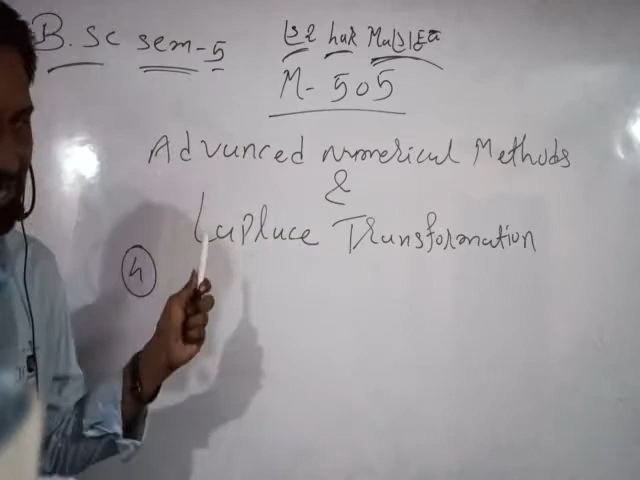 B.Sc sem-5
M-505
Advanced Numerical Methods
&
Laplace Transformation
4